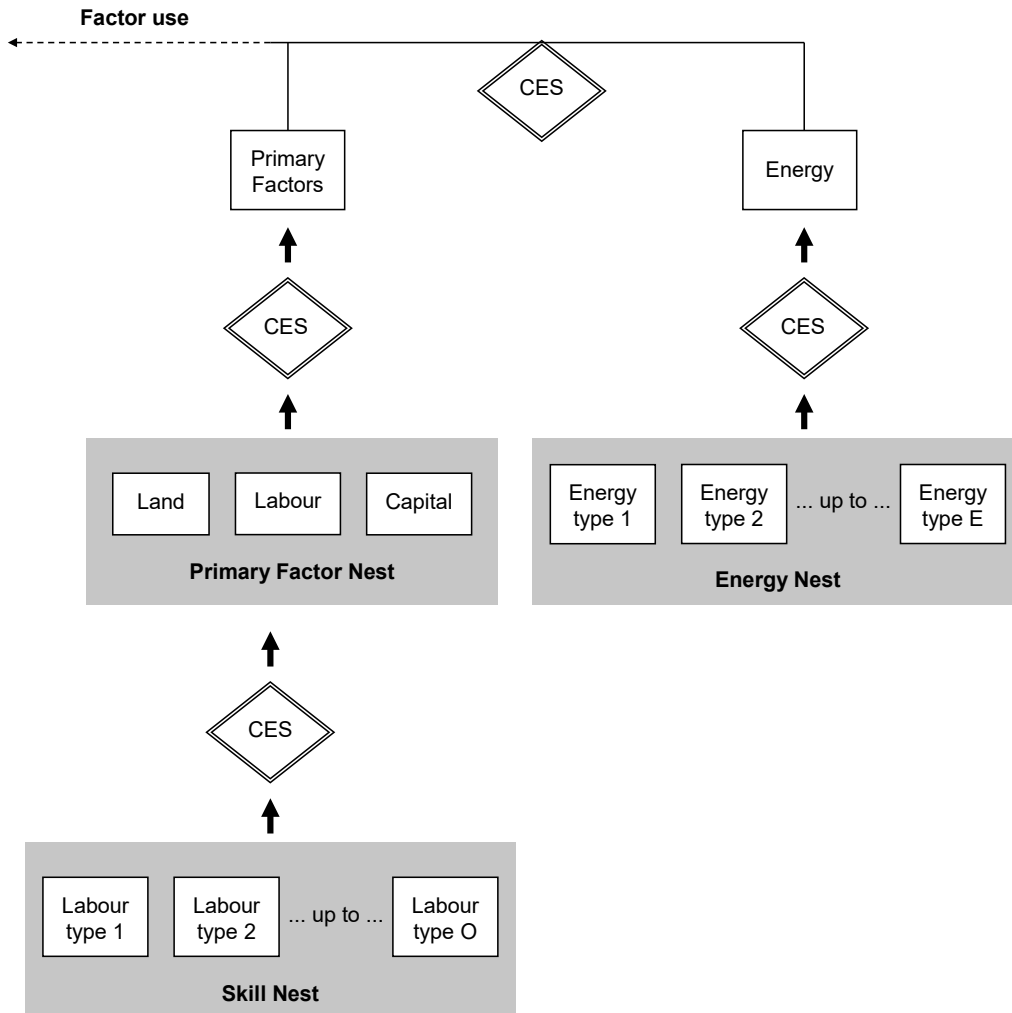 Factor use
CES
Primary
Factors
Energy
CES
CES
Land
Labour
Capital
Primary Factor Nest
Energy
type 1
Energy
type 2
... up to ...
Energy
type E
Energy Nest
CES
Labour
type 1
Labour
type 2
... up to ...
Labour
type O
Skill Nest